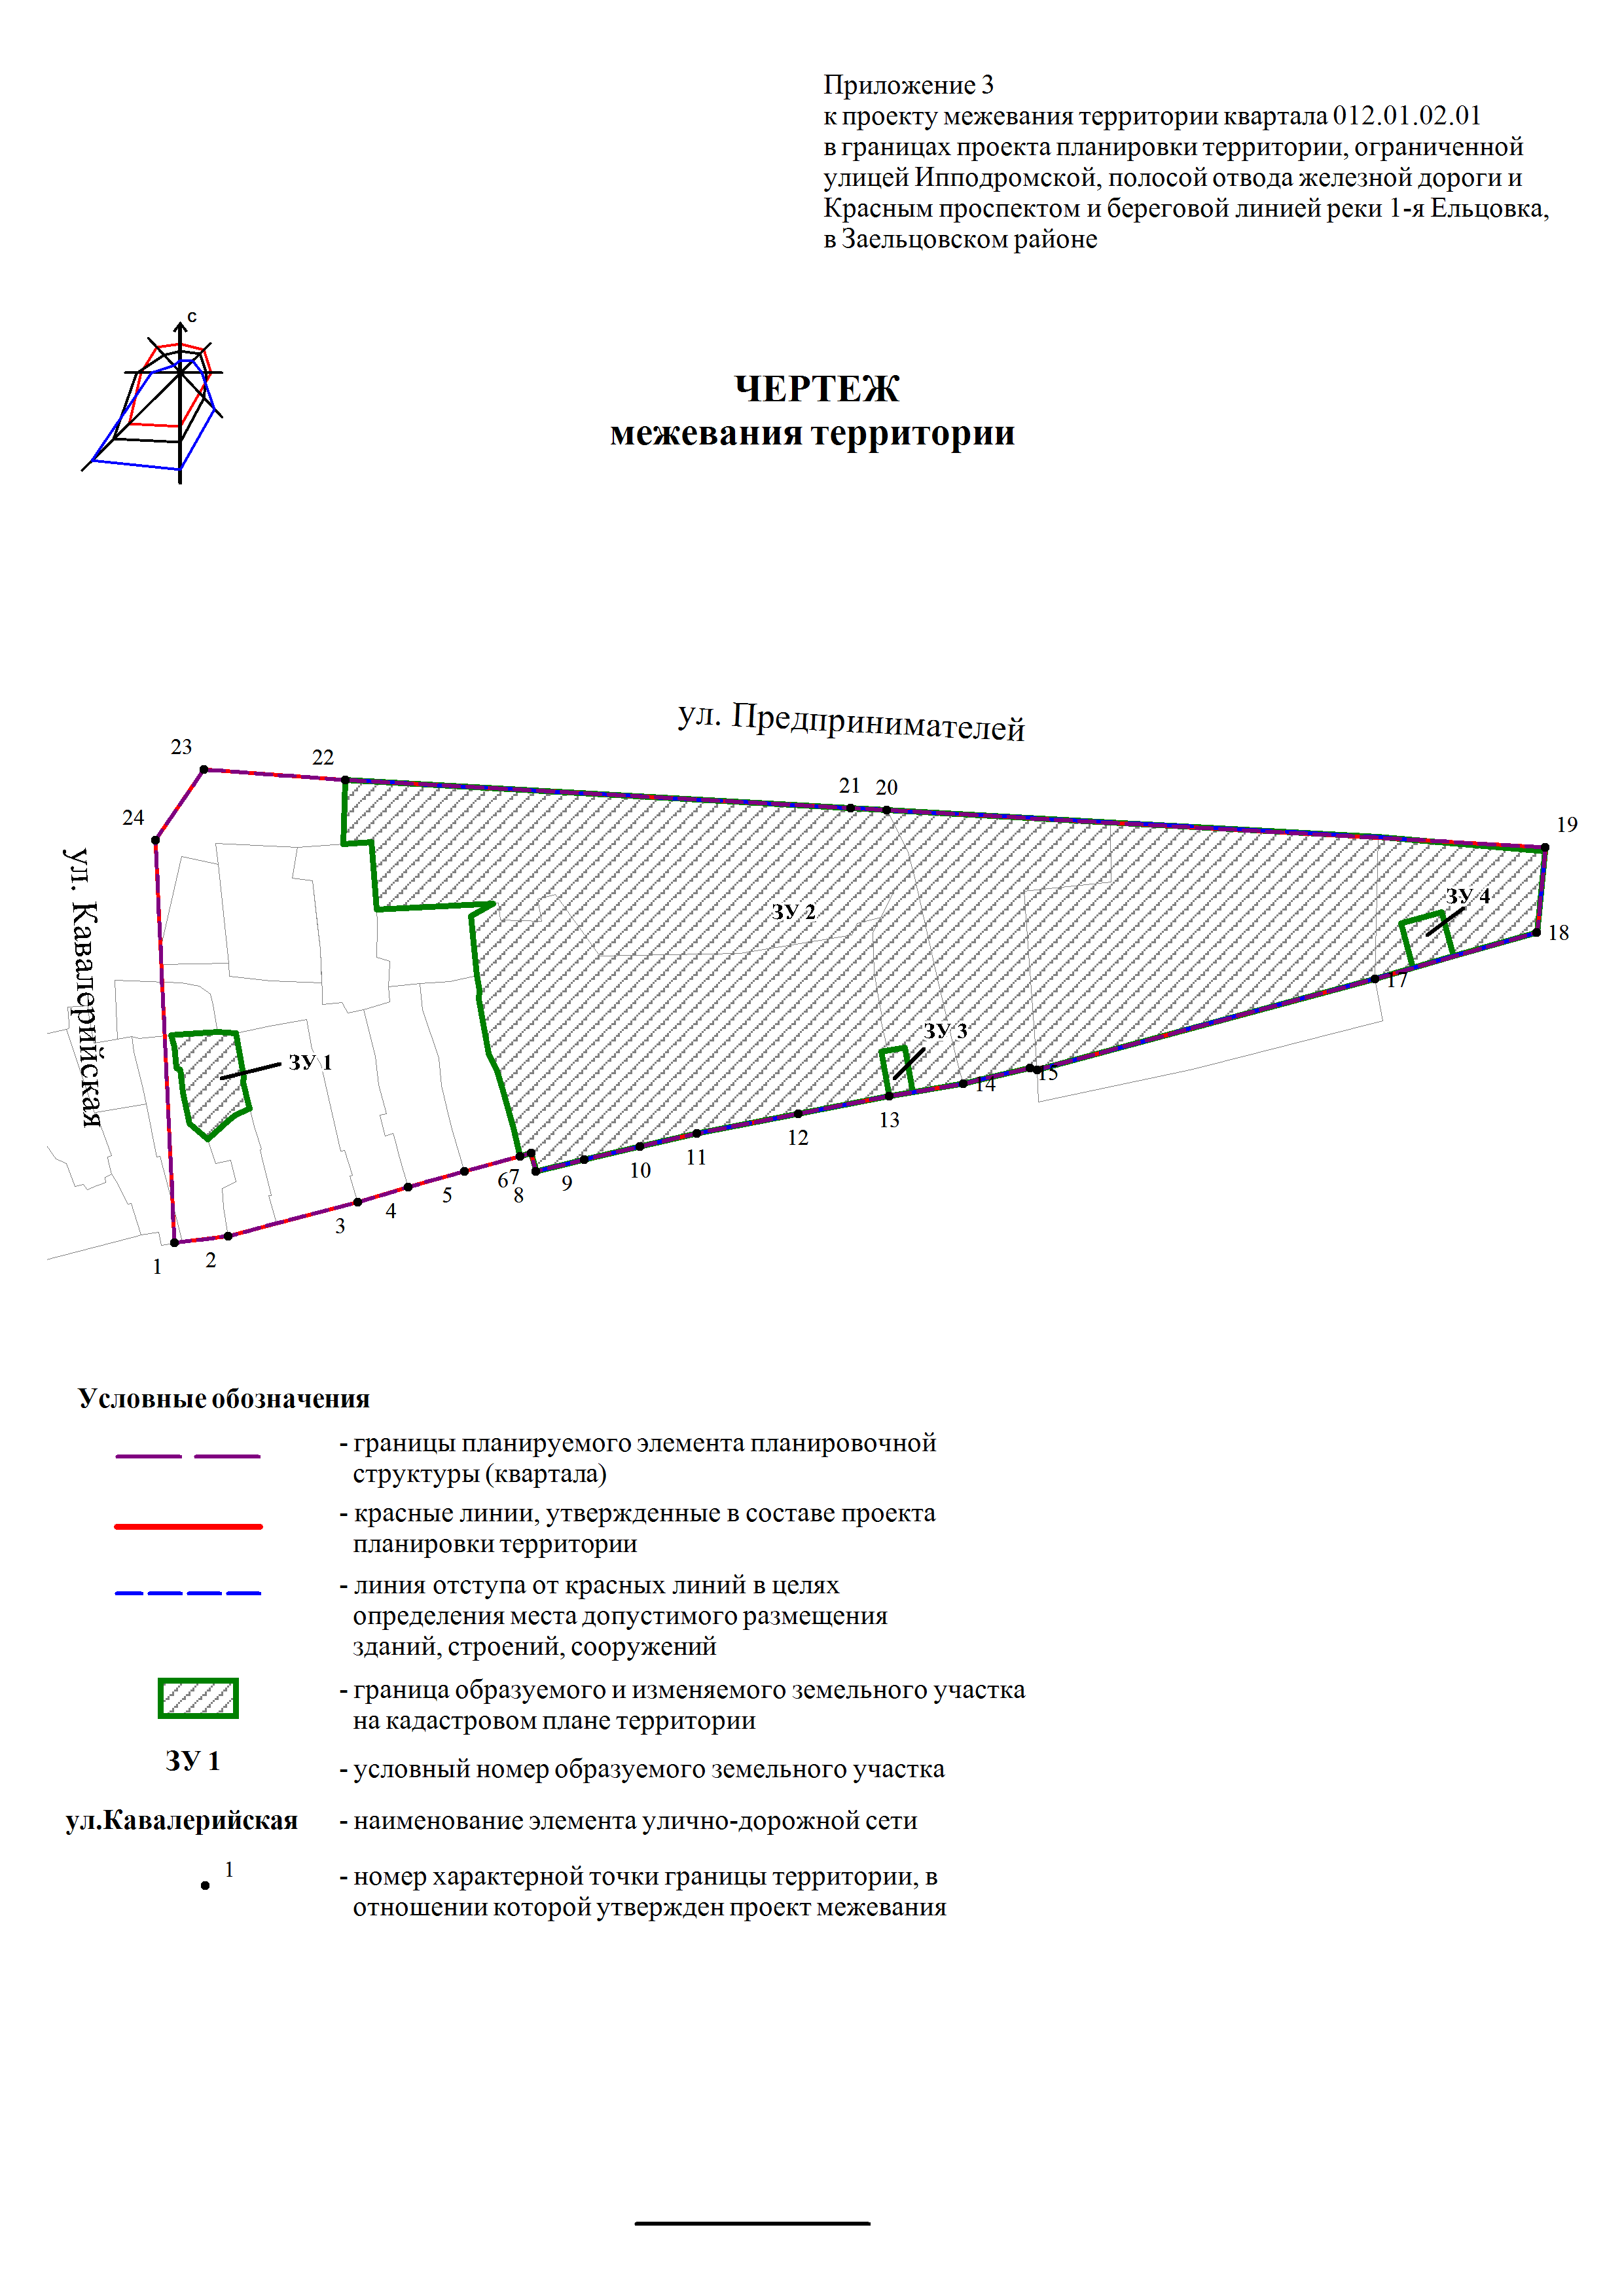 Приложение 3
к проекту межевания территории квартала 012.01.02.01
в границах проекта планировки территории, ограниченной
улицей Ипподромской, полосой отвода железной дороги и
Красным проспектом и береговой линией реки 1-я Ельцовка,
в Заельцовском районе
С
ЧЕРТЕЖ
межевания территории
ул. Предпринимателей
23
22
21
20
19
24
ул. Кавалерийская
ЗУ 4
ЗУ 2
18
17
ЗУ 3
ЗУ 1
15
14
13
12
11
10
9
8
7
6
5
4
3
2
1
Условные обозначения
- границы планируемого элемента планировочной
структуры (квартала)
- красные линии, утвержденные в составе проекта
планировки территории
- линия отступа от красных линий в целях
определения места допустимого размещения
зданий, строений, сооружений
- граница образуемого и изменяемого земельного участка
на кадастровом плане территории
ЗУ 1
- условный номер образуемого земельного участка
ул.Кавалерийская
- наименование элемента улично-дорожной сети
1
- номер характерной точки границы территории, в
отношении которой утвержден проект межевания